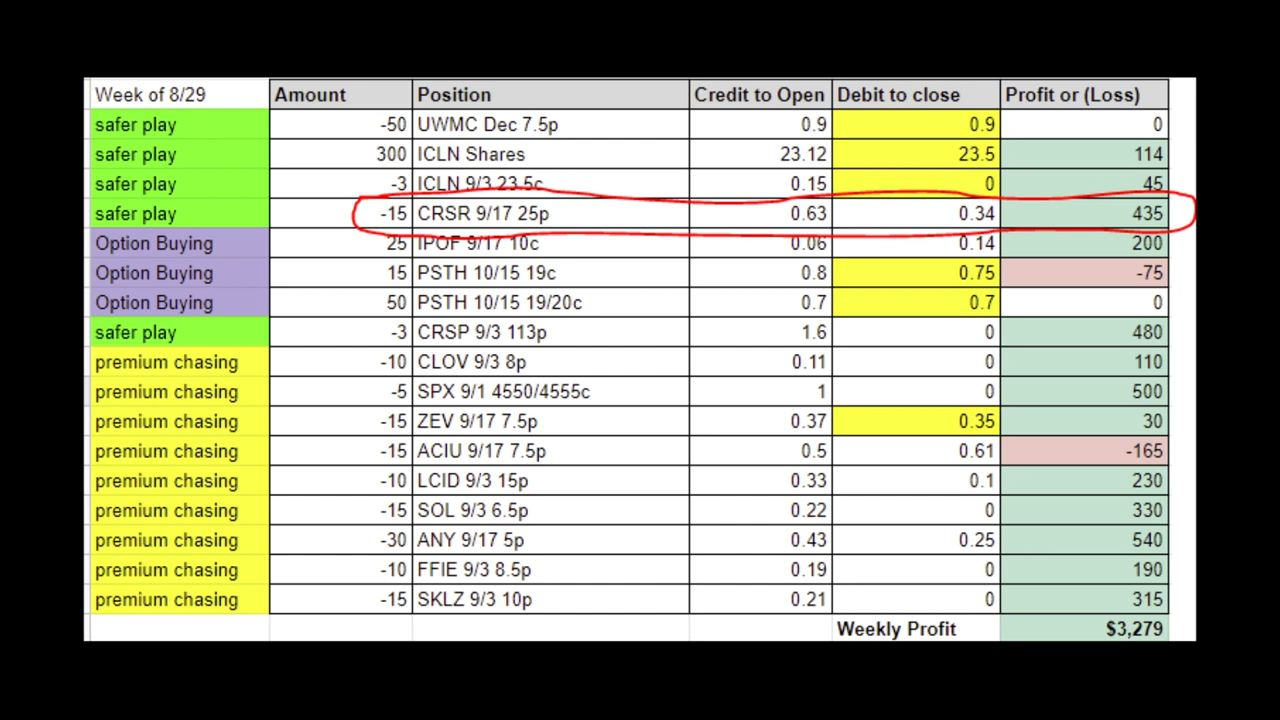 Week of 8/29 Amount Position Credit to Open Debit to close Profit or (Loss)
safer play -50 UWMC Dec 7.5p 0.9 0.9 0
safer play 300 ICLN Shares 23.12 23.5 114
safer play -3 ICLN 9/3 23.5c 0.15 0 45
safer play -15 CRSR 9/17 25p 0.63 0.34 435
Option Buying 25 IPOF 9/17 10c 0.06 0.14 200
Option Buying 15 PSTH 10/15 19c 0.8 0.75 -75
Option Buying 50 PSTH 10/15 19/20c 0.7 0.7 0
safer play -3 CRSP 9/3 113p 1.6 0 480
premium chasing -10 CLOV 9/3 8p 0.11 0 110
premium chasing -5 SPX 9/1 4550/4555c 1 0 500
premium chasing -15 ZEV 9/17 7.5p 0.37 0.35 30
premium chasing -15 ACIU 9/17 7.5p 0.5 0.61 -165
premium chasing -10 LCID 9/3 15p 0.33 0.1 230
premium chasing -15 SOL 9/3 6.5p 0.22 0 330
premium chasing -30 ANY 9/17 5p 0.43 0.25 540
premium chasing -10 FFIE 9/3 8.5p 0.19 0 190
premium chasing -15 SKLZ 9/3 10p 0.21 0 315
Weekly Profit $3,279